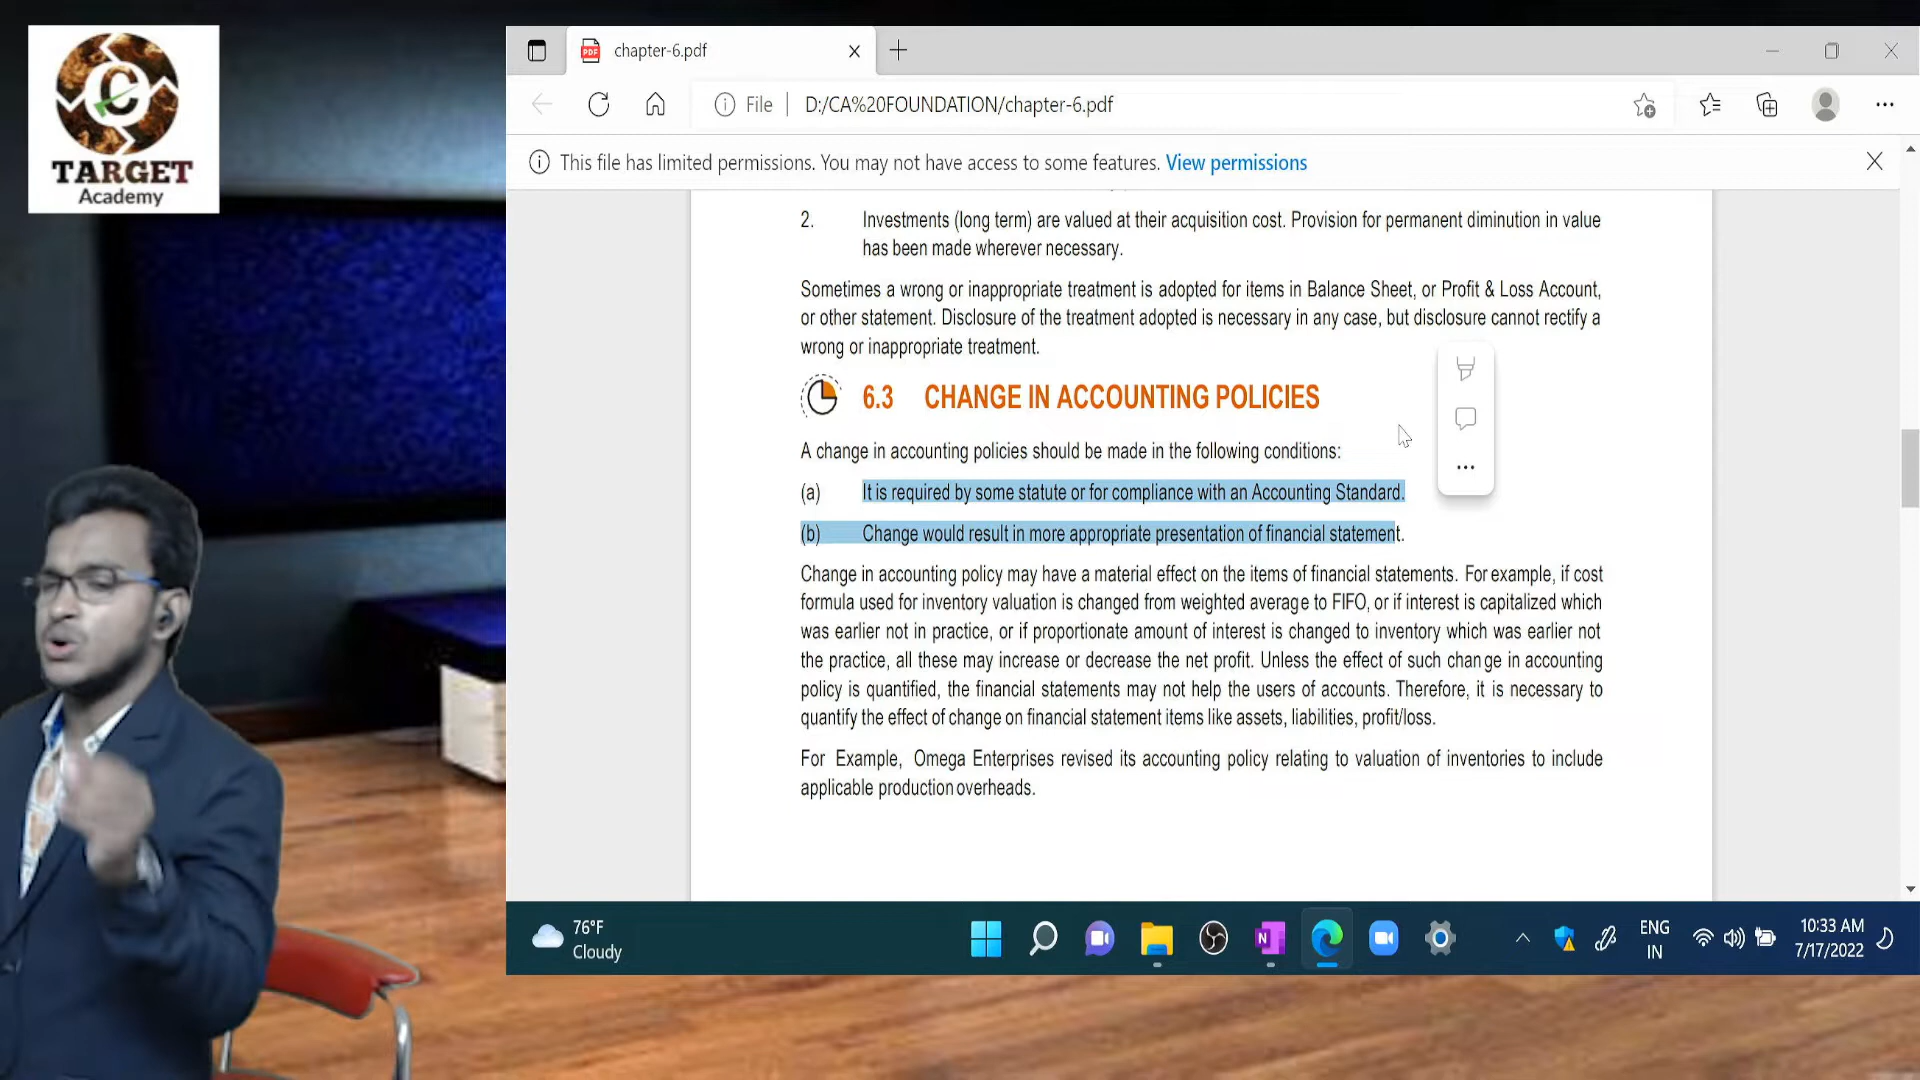 C
TARGET
Academy
chapter-6.pdf
File
D:/CA%20FOUNDATION/chapter-6.pdf
This file has limited permissions. You may not have access to some features. View permissions
2. Investments (long term) are valued at their acquisition cost. Provision for permanent diminution in value
has been made wherever necessary.
Sometimes a wrong or inappropriate treatment is adopted for items in Balance Sheet, or Profit & Loss Account,
or other statement. Disclosure of the treatment adopted is necessary in any case, but disclosure cannot rectify a
wrong or inappropriate treatment.
6.3 CHANGE IN ACCOUNTING POLICIES
A change in accounting policies should be made in the following conditions:
(a) It is required by some statute or for compliance with an Accounting Standard.
(b) Change would result in more appropriate presentation of financial statement.
Change in accounting policy may have a material effect on the items of financial statements. For example, if cost
formula used for inventory valuation is changed from weighted average to FIFO, or if interest is capitalized which
was earlier not in practice, or if proportionate amount of interest is changed to inventory which was earlier not
the practice, all these may increase or decrease the net profit. Unless the effect of such change in accounting
policy is quantified, the financial statements may not help the users of accounts. Therefore, it is necessary to
quantify the effect of change on financial statement items like assets, liabilities, profit/loss.
For Example, Omega Enterprises revised its accounting policy relating to valuation of inventories to include
applicable production overheads.
76°F
Cloudy
ENG
IN
10:33 AM
7/17/2022